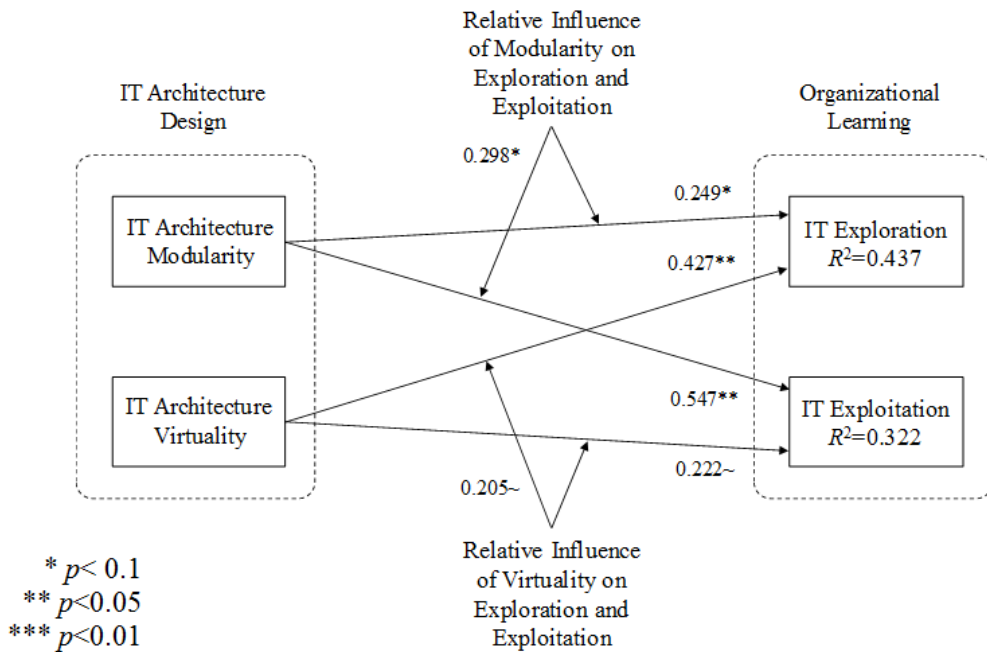 Relative Influence
of Modularity on
Exploration and
Exploitation
IT Architecture
Design
Organizational
Learning
0.298*
0.249*
IT Architecture
Modularity
IT Exploration
R²=0.437
0.427**
IT Architecture
Virtuality
0.547**
IT Exploitation
R²=0.322
0.205~
0.222~
Relative Influence
of Virtuality on
Exploration and
Exploitation
* p< 0.1
** p<0.05
*** p<0.01